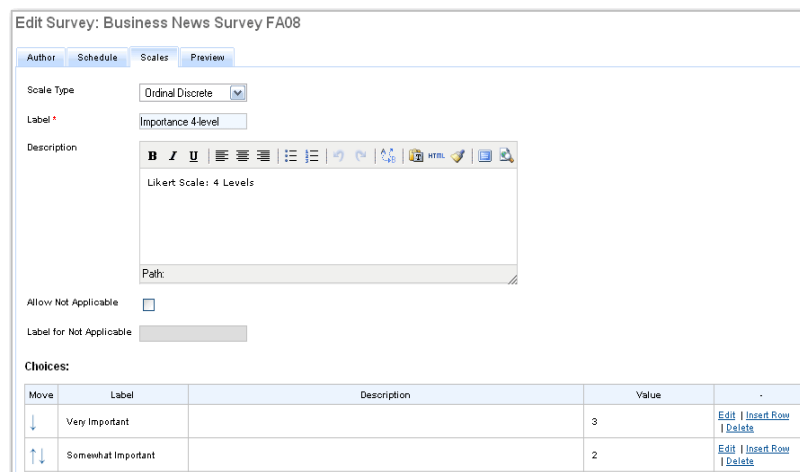 Edit Survey: Business News Survey FA08
Author Schedule Scales Preview
Scale Type Ordinal Discrete
Label * Importance 4-level
Description
B I U HTML
Likert Scale: 4 Levels
Path:
Allow Not Applicable
Label for Not Applicable
Choices:
Move Label Description Value -
Very Important 3 Edit | Insert Row
| Delete
Somewhat Important 2 Edit | Insert Row
| Delete